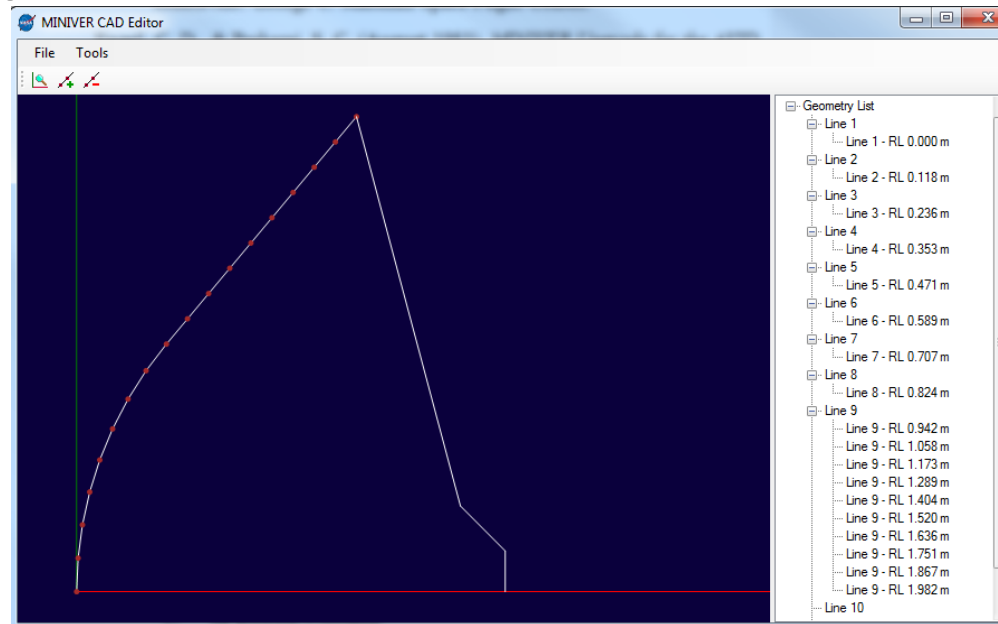 MINIVER CAD Editor
File Tools
Geometry List
Line 1
Line 1 - RL 0.000 m
Line 2
Line 2 - RL 0.118 m
Line 3
Line 3 - RL 0.236 m
Line 4
Line 4 - RL 0.353 m
Line 5
Line 5 - RL 0.471 m
Line 6
Line 6 - RL 0.589 m
Line 7
Line 7 - RL 0.707 m
Line 8
Line 8 - RL 0.824 m
Line 9
Line 9 - RL 0.942 m
Line 9 - RL 1.058 m
Line 9 - RL 1.173 m
Line 9 - RL 1.289 m
Line 9 - RL 1.404 m
Line 9 - RL 1.520 m
Line 9 - RL 1.636 m
Line 9 - RL 1.751 m
Line 9 - RL 1.867 m
Line 9 - RL 1.982 m
Line 10